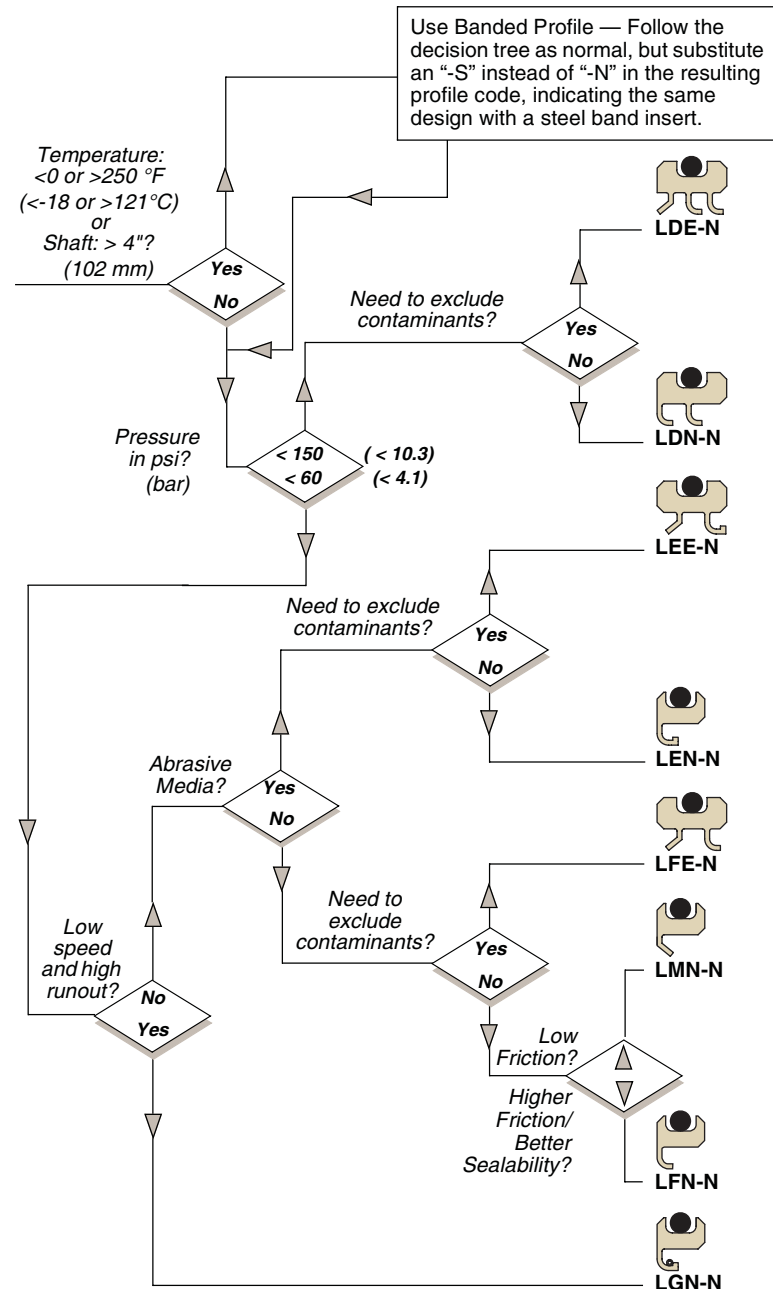 Use Banded Profile — Follow the
decision tree as normal, but substitute
an “-S” instead of “-N” in the resulting
profile code, indicating the same
design with a steel band insert.
Temperature:
<0 or >250 °F
(<-18 or >121°C)
or
Shaft: > 4"?
(102 mm)
Yes
No
LDE-N
Need to exclude
contaminants?
Yes
No
LDN-N
Pressure
in psi?
(bar)
< 150 (< 10.3)
< 60 (< 4.1)
LEE-N
Need to exclude
contaminants?
Yes
No
LEN-N
Abrasive
Media?
Yes
No
LFE-N
Need to
exclude
contaminants?
Yes
No
LMN-N
Low
speed
and high
runout?
No
Yes
Low
Friction?
Higher
Friction/
Better
Sealability?
LFN-N
LGN-N